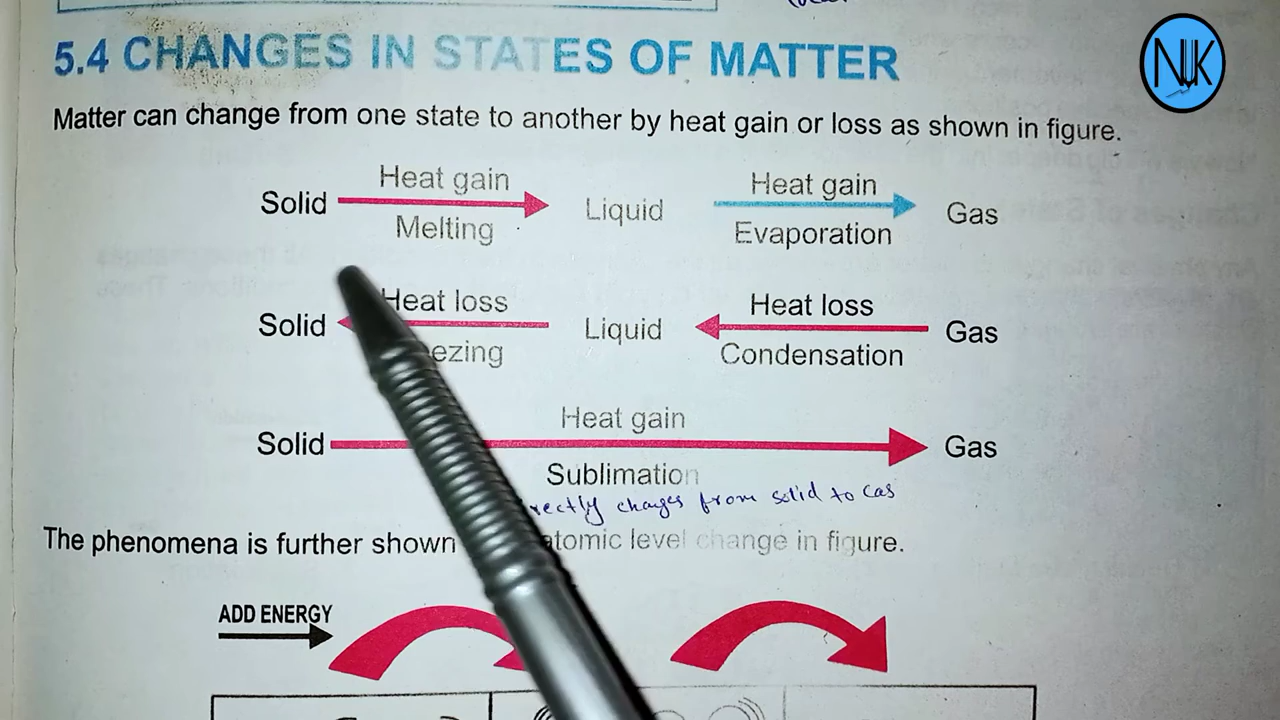 5.4 CHANGES IN STATES OF MATTER
NUK
Matter can change from one state to another by heat gain or loss as shown in figure.
Heat gain Heat gain
Solid Liquid Gas
Melting Evaporation
Heat loss Heat loss
Solid Liquid Gas
ezing Condensation
Heat gain
Solid Gas
Sublimation
rectly changes from solid to Gas
The phenomena is further shown atomic level change in figure.
ADD ENERGY